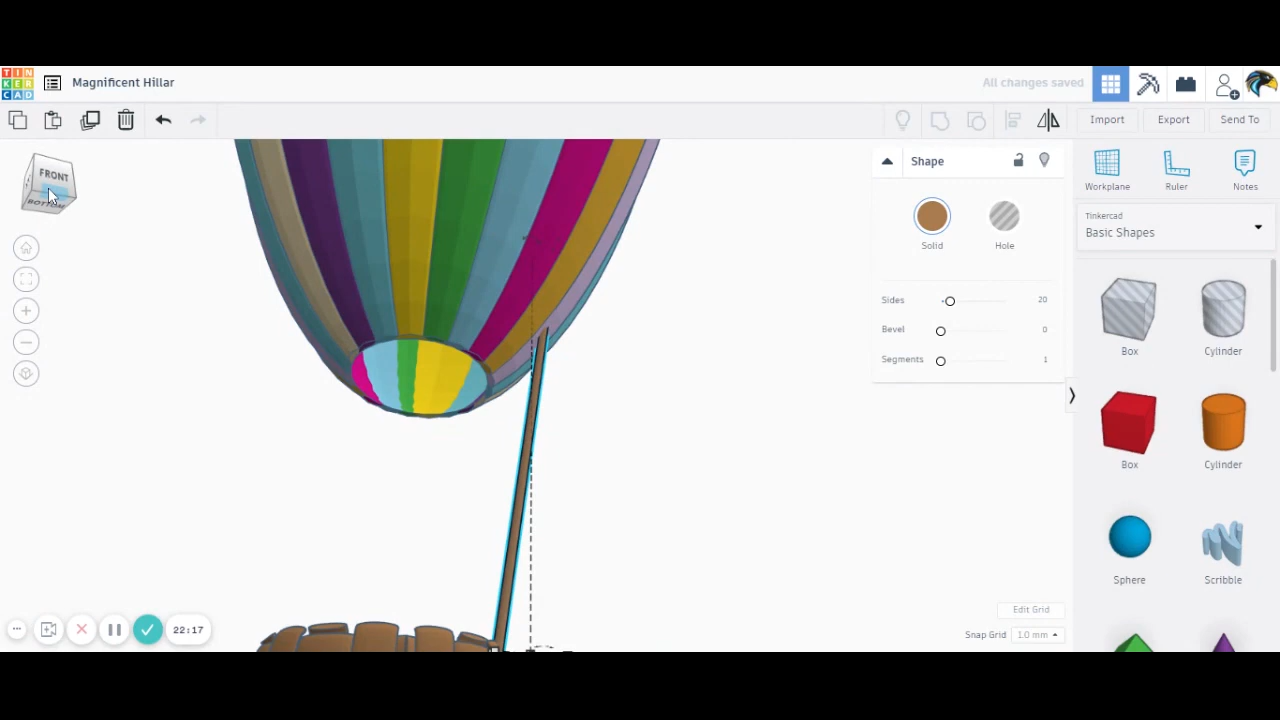 TIN
KER
CAD
Magnificent Hillar
All changes saved
Import
Export
Send To
FRONT
BOTTOM
Shape
Solid
Hole
Sides
20
Bevel
0
Segments
1
Workplane
Ruler
Notes
Tinkercad
Basic Shapes
Box
Cylinder
Box
Cylinder
Sphere
Scribble
Edit Grid
Snap Grid
1.0 mm
22:17